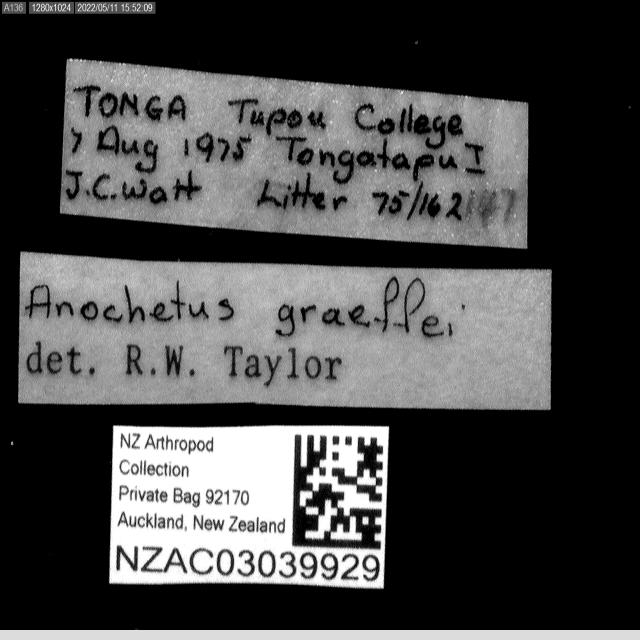 A136 1280x1024 2022/05/11 15:52:09
TONGA Tupou College
7 Aug 1975 Tongatapu I
J.C. Watt Litter 75/162
Anochetus graeffei
det. R.W. Taylor
NZ Arthropod
Collection
Private Bag 92170
Auckland, New Zealand
NZAC03039929